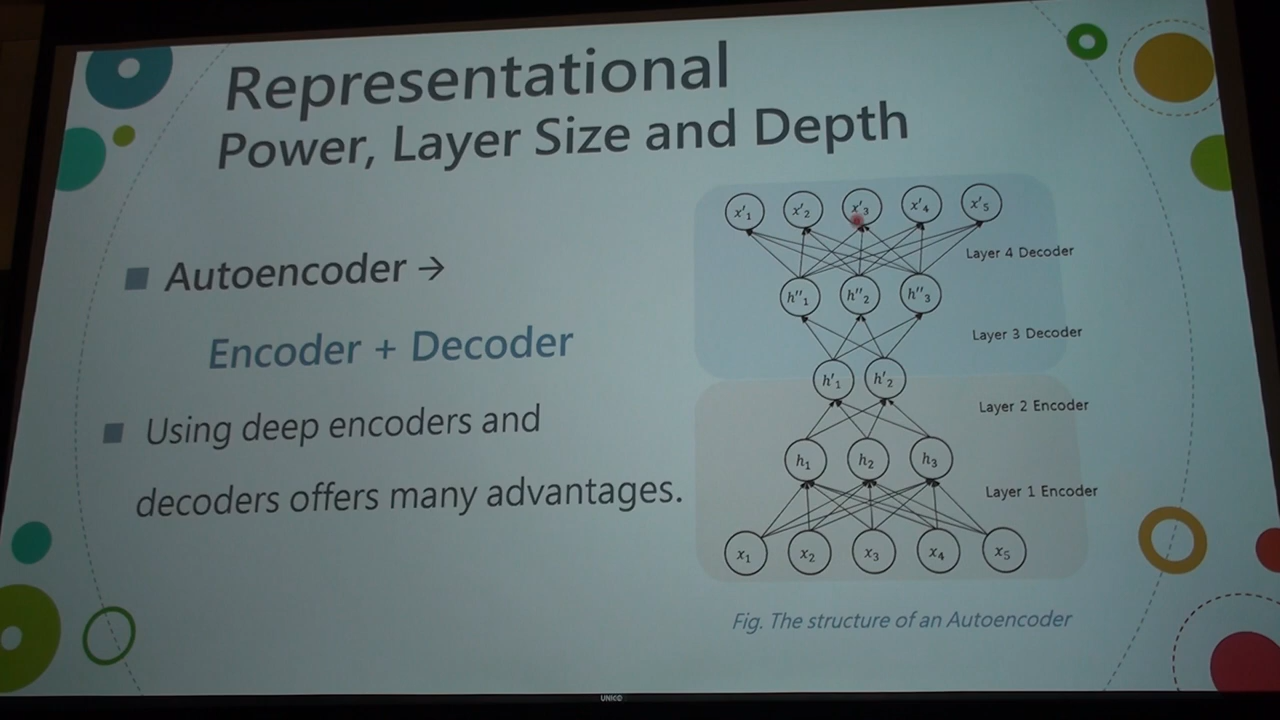 Representational
Power, Layer Size and Depth
Autoencoder →
Encoder + Decoder
Using deep encoders and
decoders offers many advantages.
x'₁ x'₂ x'₃ x'₄ x'₅
Layer 4 Decoder
h''₁ h''₂ h''₃
Layer 3 Decoder
h'₁ h'₂
Layer 2 Encoder
h₁ h₂ h₃
Layer 1 Encoder
x₁ x₂ x₃ x₄ x₅
Fig. The structure of an Autoencoder
UNICO